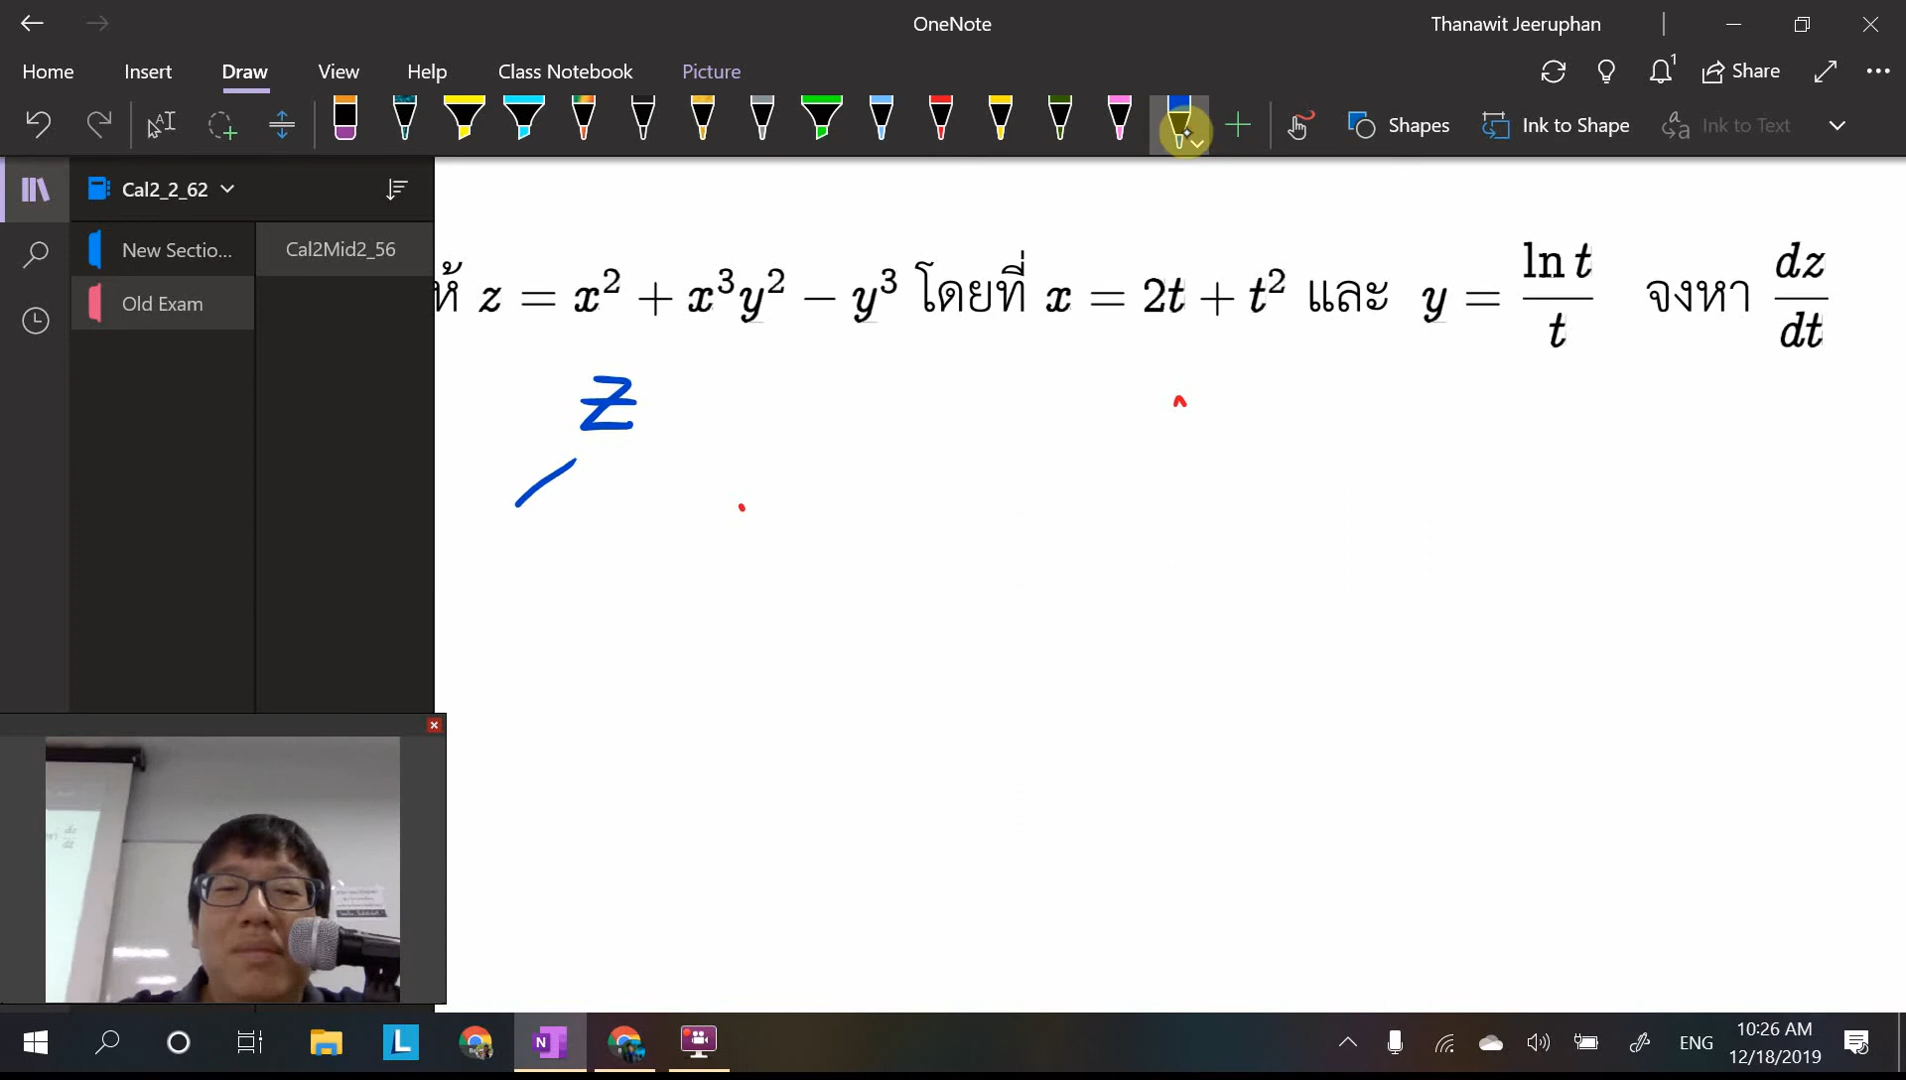 OneNote
Thanawit Jeeruphan
Home Insert Draw View Help Class Notebook Picture
1 Share
Shapes Ink to Shape Ink to Text
Cal2_2_62
New Sectio...
Old Exam
Cal2Mid2_56
ห้ z = x² + x³y² − y³ โดยที่ x = 2t + t² และ y = ln t / t จงหา dz/dt
z
ENG
10:26 AM
12/18/2019